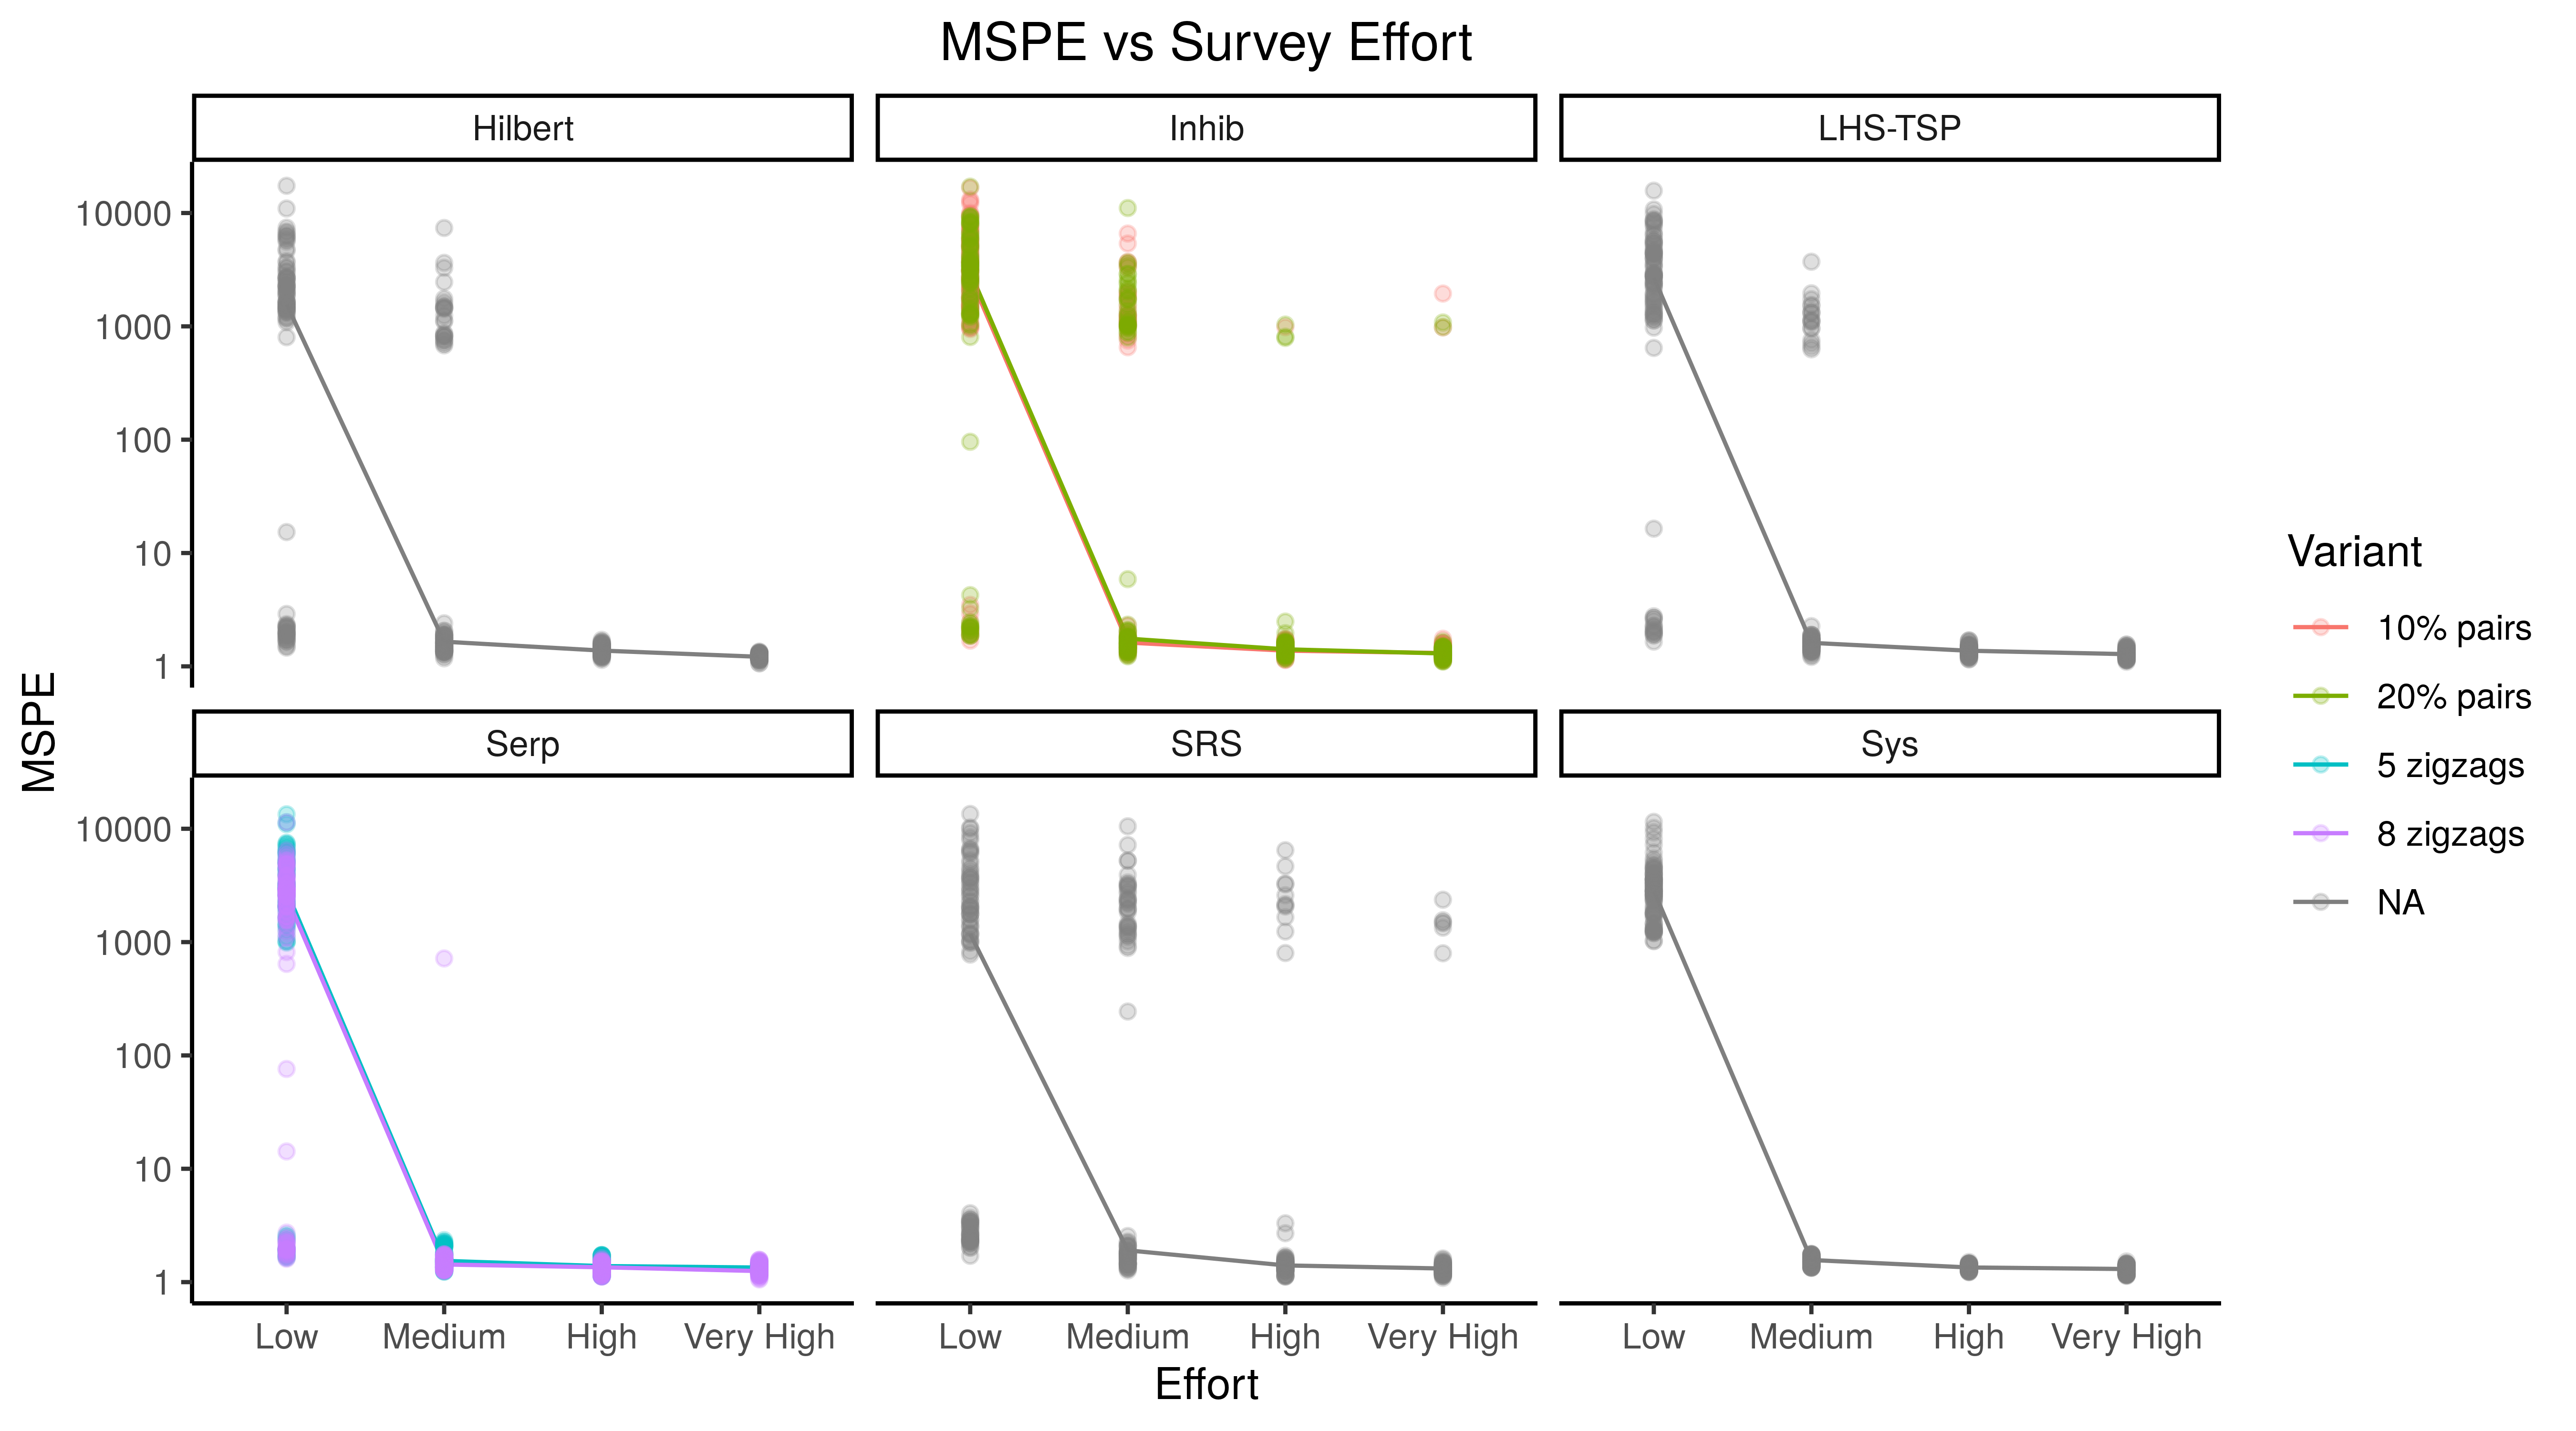 MSPE vs Survey Effort
Hilbert
Inhib
LHS-TSP
10000
1000
100
10
1
Serp
SRS
Sys
10000
1000
100
10
1
MSPE
Low Medium High Very High
Low Medium High Very High
Low Medium High Very High
Effort
Variant
10% pairs
20% pairs
5 zigzags
8 zigzags
NA